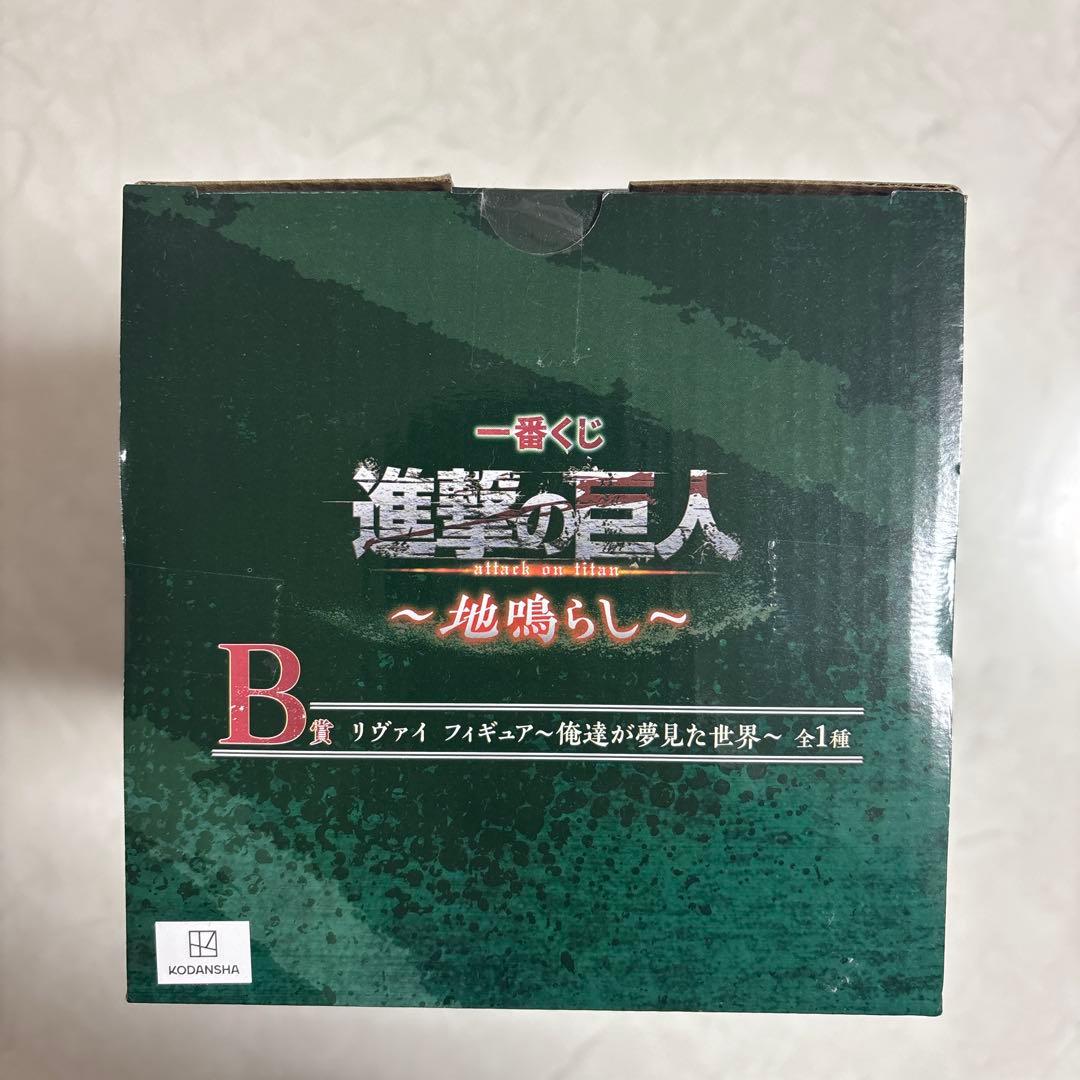 一番くじ
進撃の巨人
attack on titan
～地鳴らし～
B賞 リヴァイ フィギュア～俺達が夢見た世界～ 全1種
KODANSHA